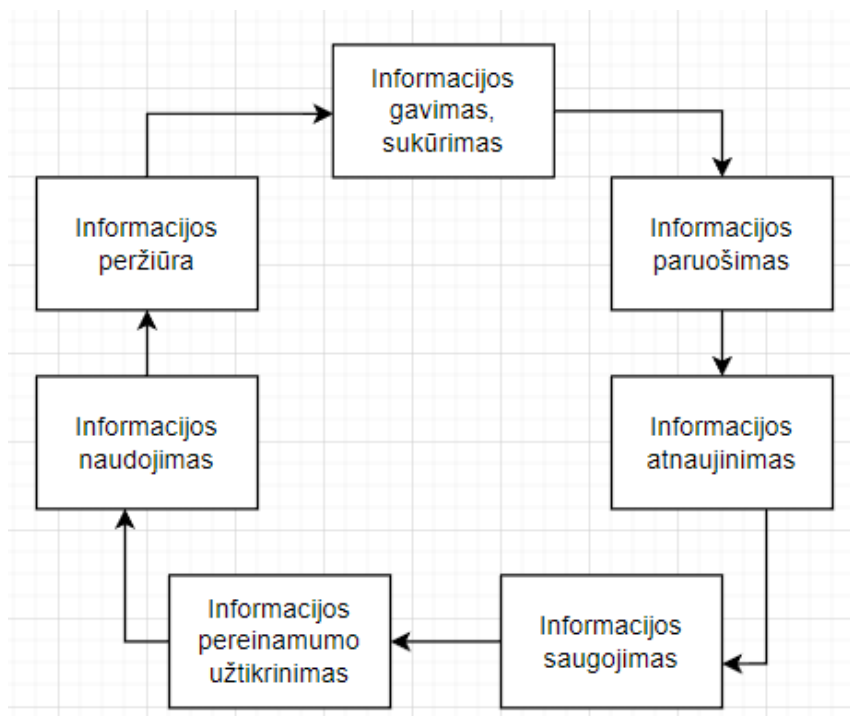 Informacijos
gavimas,
sukūrimas
Informacijos
paruošimas
Informacijos
atnaujinimas
Informacijos
saugojimas
Informacijos
pereinamumo
užtikrinimas
Informacijos
naudojimas
Informacijos
peržiūra